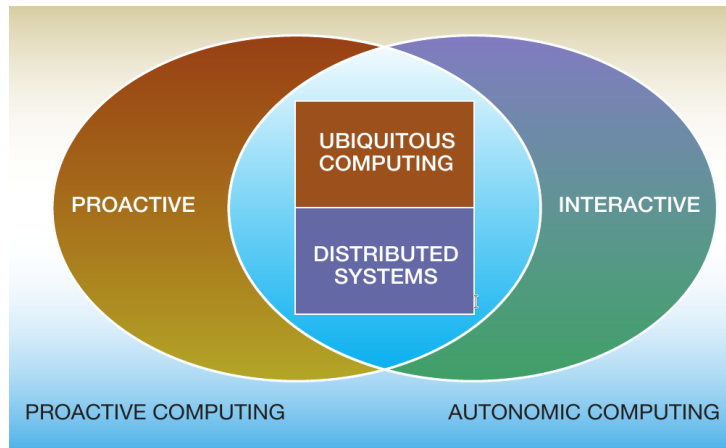 UBIQUITOUS
COMPUTING
PROACTIVE
INTERACTIVE
DISTRIBUTED
SYSTEMS
PROACTIVE COMPUTING
AUTONOMIC COMPUTING